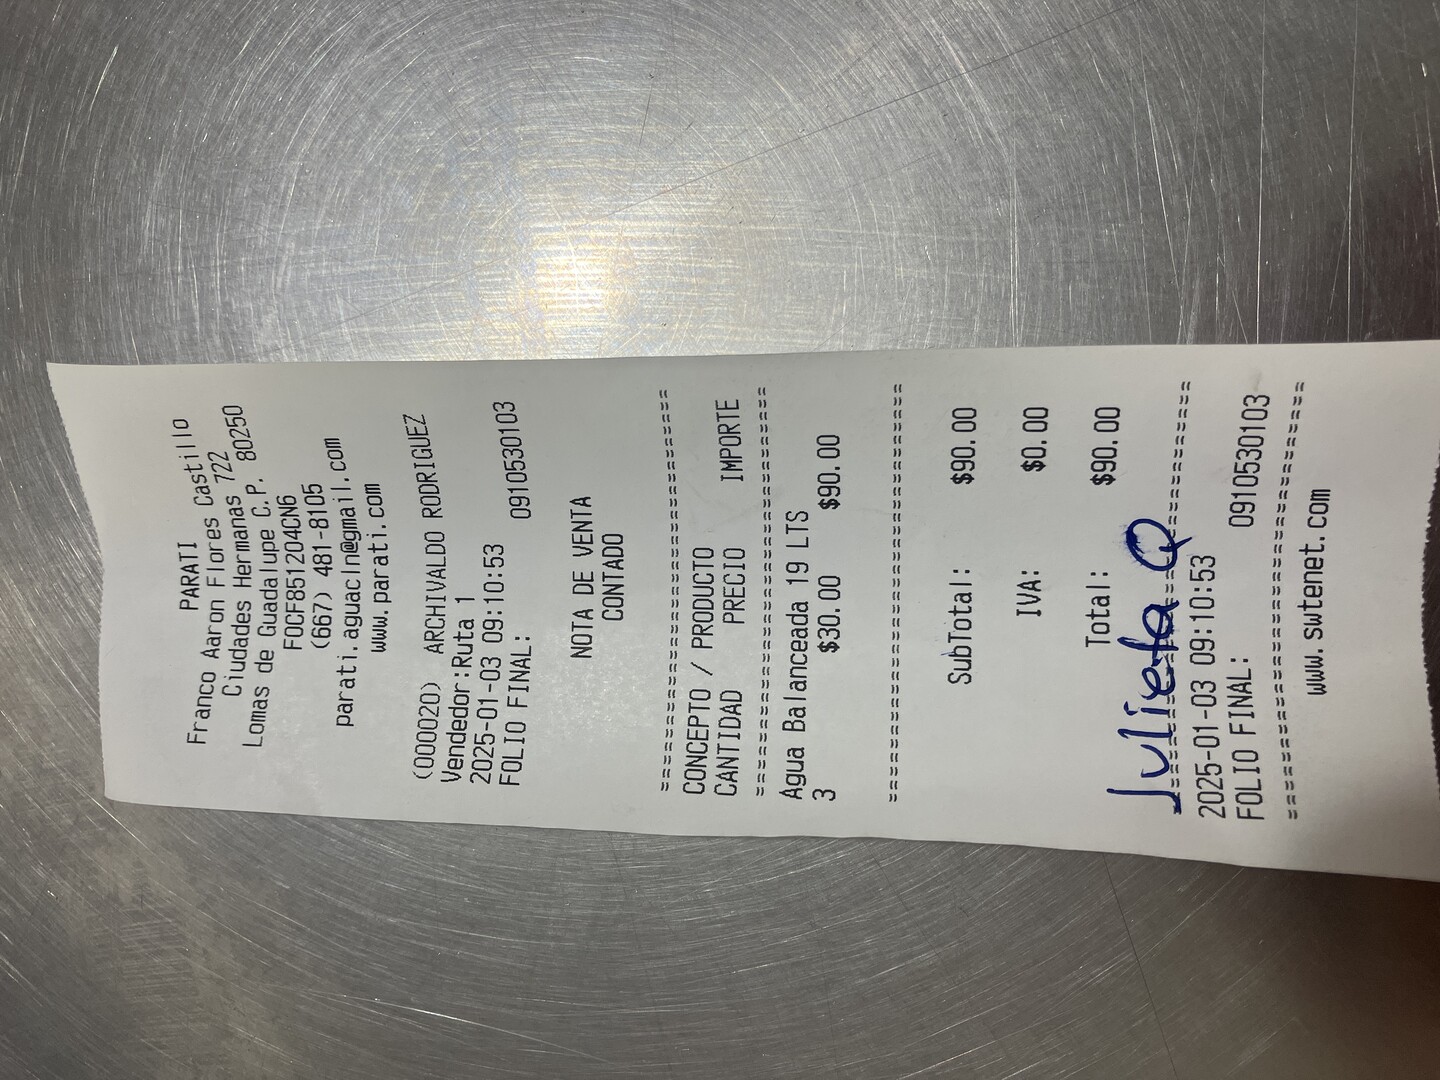 PARATI
Franco Aaron Flores Castillo
Ciudades Hermanas 722
Lomas de Guadalupe C.P. 80250
FOCF851204CN6
(667) 481-8105
parati.aguacln@gmail.com
www.parati.com
(000020) ARCHIVALDO RODRIGUEZ
Vendedor:Ruta 1
2025-01-03 09:10:53
FOLIO FINAL: 0910530103
NOTA DE VENTA
CONTADO
================================
CONCEPTO / PRODUCTO
CANTIDAD PRECIO IMPORTE
================================
Agua Balanceada 19 LTS
3 $30.00 $90.00
================================
SubTotal: $90.00
IVA: $0.00
Total: $90.00
Julieta Q
================================
2025-01-03 09:10:53
FOLIO FINAL: 0910530103
================================
www.swtenet.com